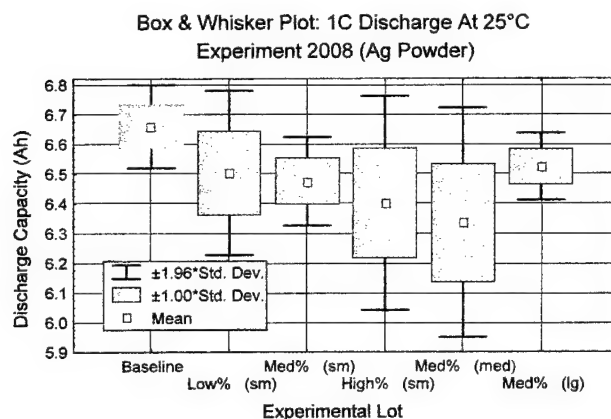 Box & Whisker Plot: 1C Discharge At 25°C
Experiment 2008 (Ag Powder)
Discharge Capacity (Ah)
6.8
6.7
6.6
6.5
6.4
6.3
6.2
6.1
6.0
5.9
±1.96*Std. Dev.
±1.00*Std. Dev.
Mean
Baseline
Low% (sm)
Med% (sm)
High% (sm)
Med% (med)
Med% (lg)
Experimental Lot